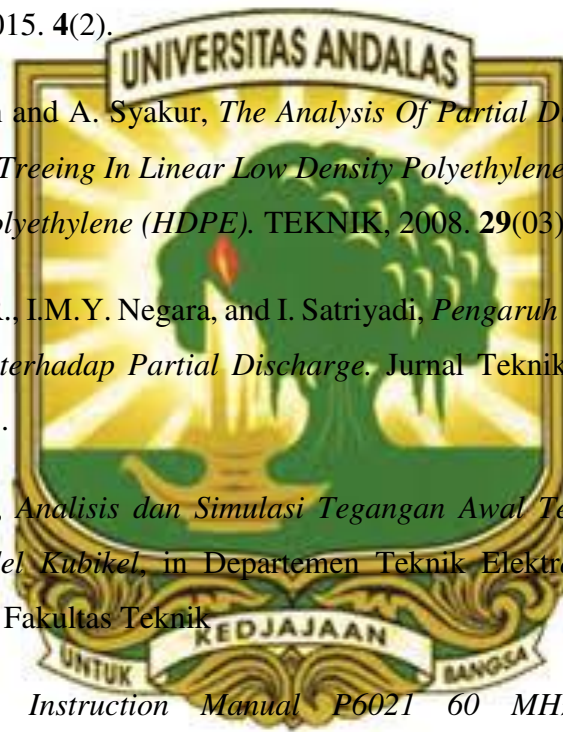 015. 4(2).
UNIVERSITAS ANDALAS
and A. Syakur, The Analysis Of Partial D
Treeing In Linear Low Density Polyethylene
lyethylene (HDPE). TEKNIK, 2008. 29(03)
., I.M.Y. Negara, and I. Satriyadi, Pengaruh
terhadap Partial Discharge. Jurnal Teknik
.
, Analisis dan Simulasi Tegangan Awal Te
el Kubikel, in Departemen Teknik Elektr
Fakultas Teknik
KEDJAJAAN
UNTUK BANGSA
Instruction Manual P6021 60 MH